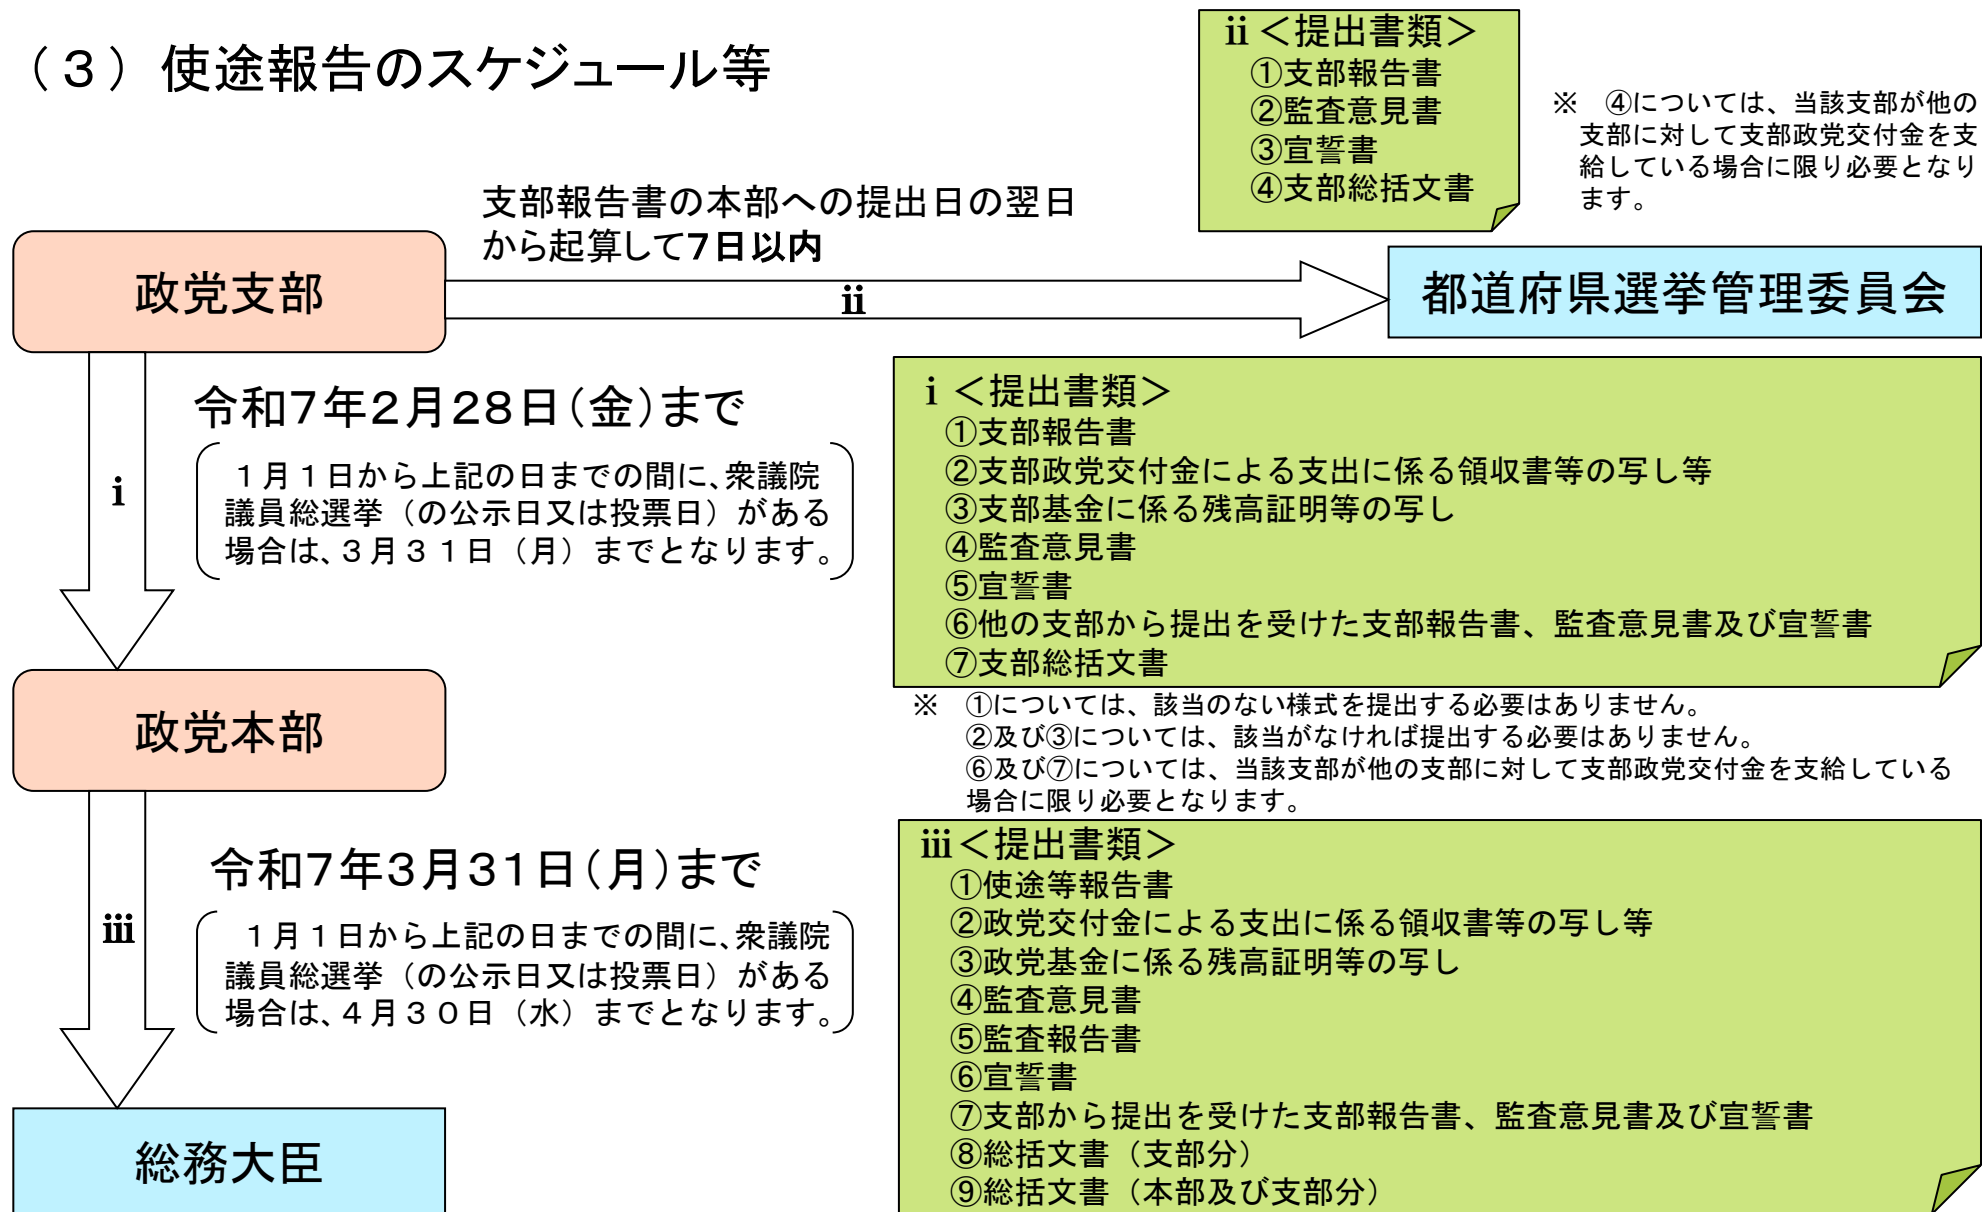 （３）使途報告のスケジュール等
ⅱ＜提出書類＞
①支部報告書
②監査意見書
③宣誓書
④支部総括文書
※　④については、当該支部が他の
支部に対して支部政党交付金を支
給している場合に限り必要となり
ます。
支部報告書の本部への提出日の翌日
から起算して7日以内
政党支部
ⅱ
都道府県選挙管理委員会
ⅰ
令和7年2月28日（金）まで
１月１日から上記の日までの間に、衆議院
議員総選挙（の公示日又は投票日）がある
場合は、３月３１日（月）までとなります。
ⅰ＜提出書類＞
①支部報告書
②支部政党交付金による支出に係る領収書等の写し等
③支部基金に係る残高証明等の写し
④監査意見書
⑤宣誓書
⑥他の支部から提出を受けた支部報告書、監査意見書及び宣誓書
⑦支部総括文書
※　①については、該当のない様式を提出する必要はありません。
②及び③については、該当がなければ提出する必要はありません。
⑥及び⑦については、当該支部が他の支部に対して支部政党交付金を支給している
場合に限り必要となります。
政党本部
ⅲ
令和7年3月31日（月）まで
１月１日から上記の日までの間に、衆議院
議員総選挙（の公示日又は投票日）がある
場合は、４月３０日（水）までとなります。
ⅲ＜提出書類＞
①使途等報告書
②政党交付金による支出に係る領収書等の写し等
③政党基金に係る残高証明等の写し
④監査意見書
⑤監査報告書
⑥宣誓書
⑦支部から提出を受けた支部報告書、監査意見書及び宣誓書
⑧総括文書（支部分）
⑨総括文書（本部及び支部分）
総務大臣